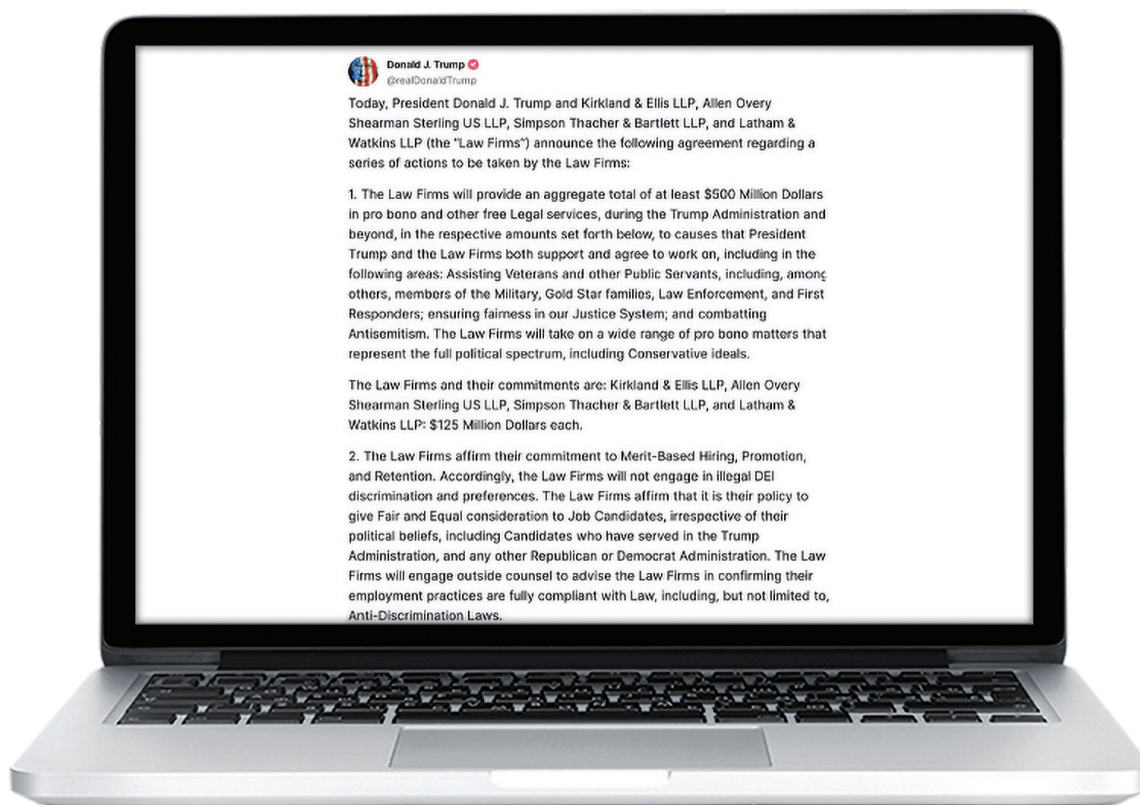 Donald J. Trump
@realDonaldTrump
Today, President Donald J. Trump and Kirkland & Ellis LLP, Allen Overy
Shearman Sterling US LLP, Simpson Thacher & Bartlett LLP, and Latham &
Watkins LLP (the "Law Firms") announce the following agreement regarding a
series of actions to be taken by the Law Firms:
1. The Law Firms will provide an aggregate total of at least $500 Million Dollars
in pro bono and other free Legal services, during the Trump Administration and
beyond, in the respective amounts set forth below, to causes that President
Trump and the Law Firms both support and agree to work on, including in the
following areas: Assisting Veterans and other Public Servants, including, among
others, members of the Military, Gold Star families, Law Enforcement, and First
Responders; ensuring fairness in our Justice System; and combatting
Antisemitism. The Law Firms will take on a wide range of pro bono matters that
represent the full political spectrum, including Conservative ideals.
The Law Firms and their commitments are: Kirkland & Ellis LLP, Allen Overy
Shearman Sterling US LLP, Simpson Thacher & Bartlett LLP, and Latham &
Watkins LLP: $125 Million Dollars each.
2. The Law Firms affirm their commitment to Merit-Based Hiring, Promotion,
and Retention. Accordingly, the Law Firms will not engage in illegal DEI
discrimination and preferences. The Law Firms affirm that it is their policy to
give Fair and Equal consideration to Job Candidates, irrespective of their
political beliefs, including Candidates who have served in the Trump
Administration, and any other Republican or Democrat Administration. The Law
Firms will engage outside counsel to advise the Law Firms in confirming their
employment practices are fully compliant with Law, including, but not limited to,
Anti-Discrimination Laws.